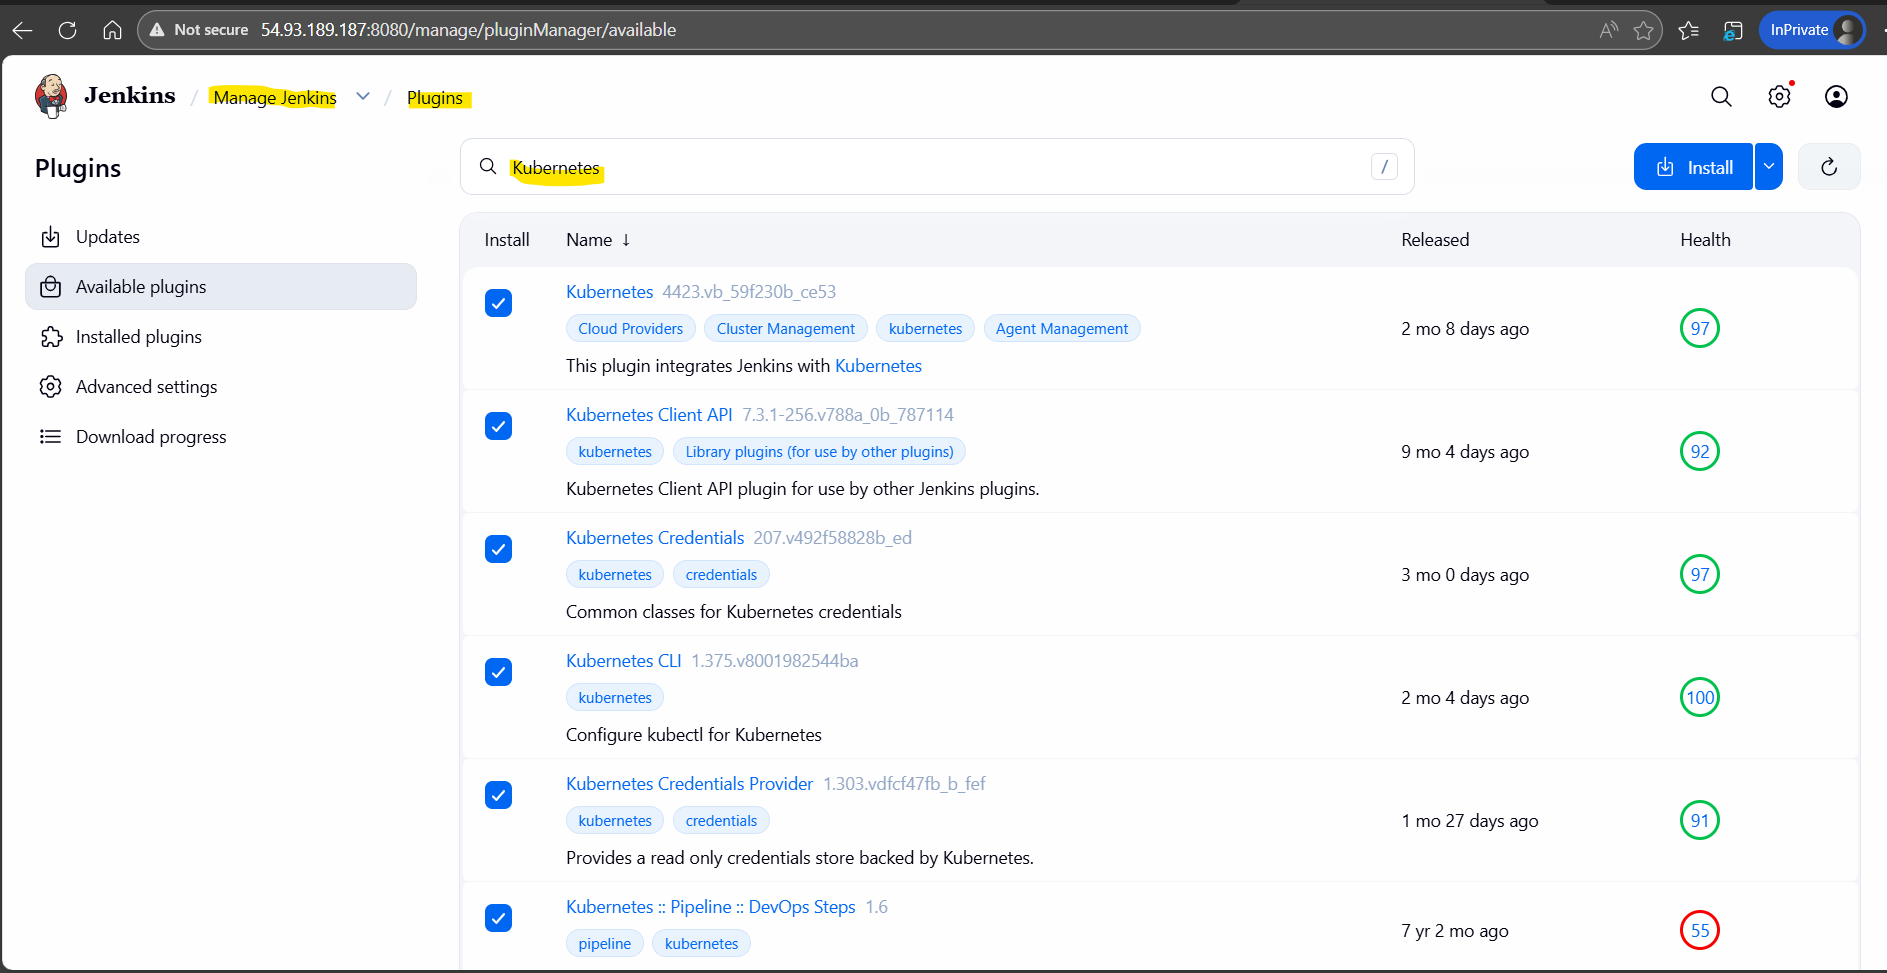 Not secure 54.93.189.187:8080/manage/pluginManager/available
InPrivate
Jenkins / Manage Jenkins / Plugins
Plugins
Kubernetes
/
Install
Updates
Available plugins
Installed plugins
Advanced settings
Download progress
Install Name ↓ Released Health
Kubernetes 4423.vb_59f230b_ce53
Cloud Providers Cluster Management kubernetes Agent Management
2 mo 8 days ago
97
This plugin integrates Jenkins with Kubernetes
Kubernetes Client API 7.3.1-256.v788a_0b_787114
kubernetes Library plugins (for use by other plugins)
9 mo 4 days ago
92
Kubernetes Client API plugin for use by other Jenkins plugins.
Kubernetes Credentials 207.v492f58828b_ed
kubernetes credentials
3 mo 0 days ago
97
Common classes for Kubernetes credentials
Kubernetes CLI 1.375.v8001982544ba
kubernetes
2 mo 4 days ago
100
Configure kubectl for Kubernetes
Kubernetes Credentials Provider 1.303.vdfcf47fb_b_fef
kubernetes credentials
1 mo 27 days ago
91
Provides a read only credentials store backed by Kubernetes.
Kubernetes :: Pipeline :: DevOps Steps 1.6
pipeline kubernetes
7 yr 2 mo ago
55